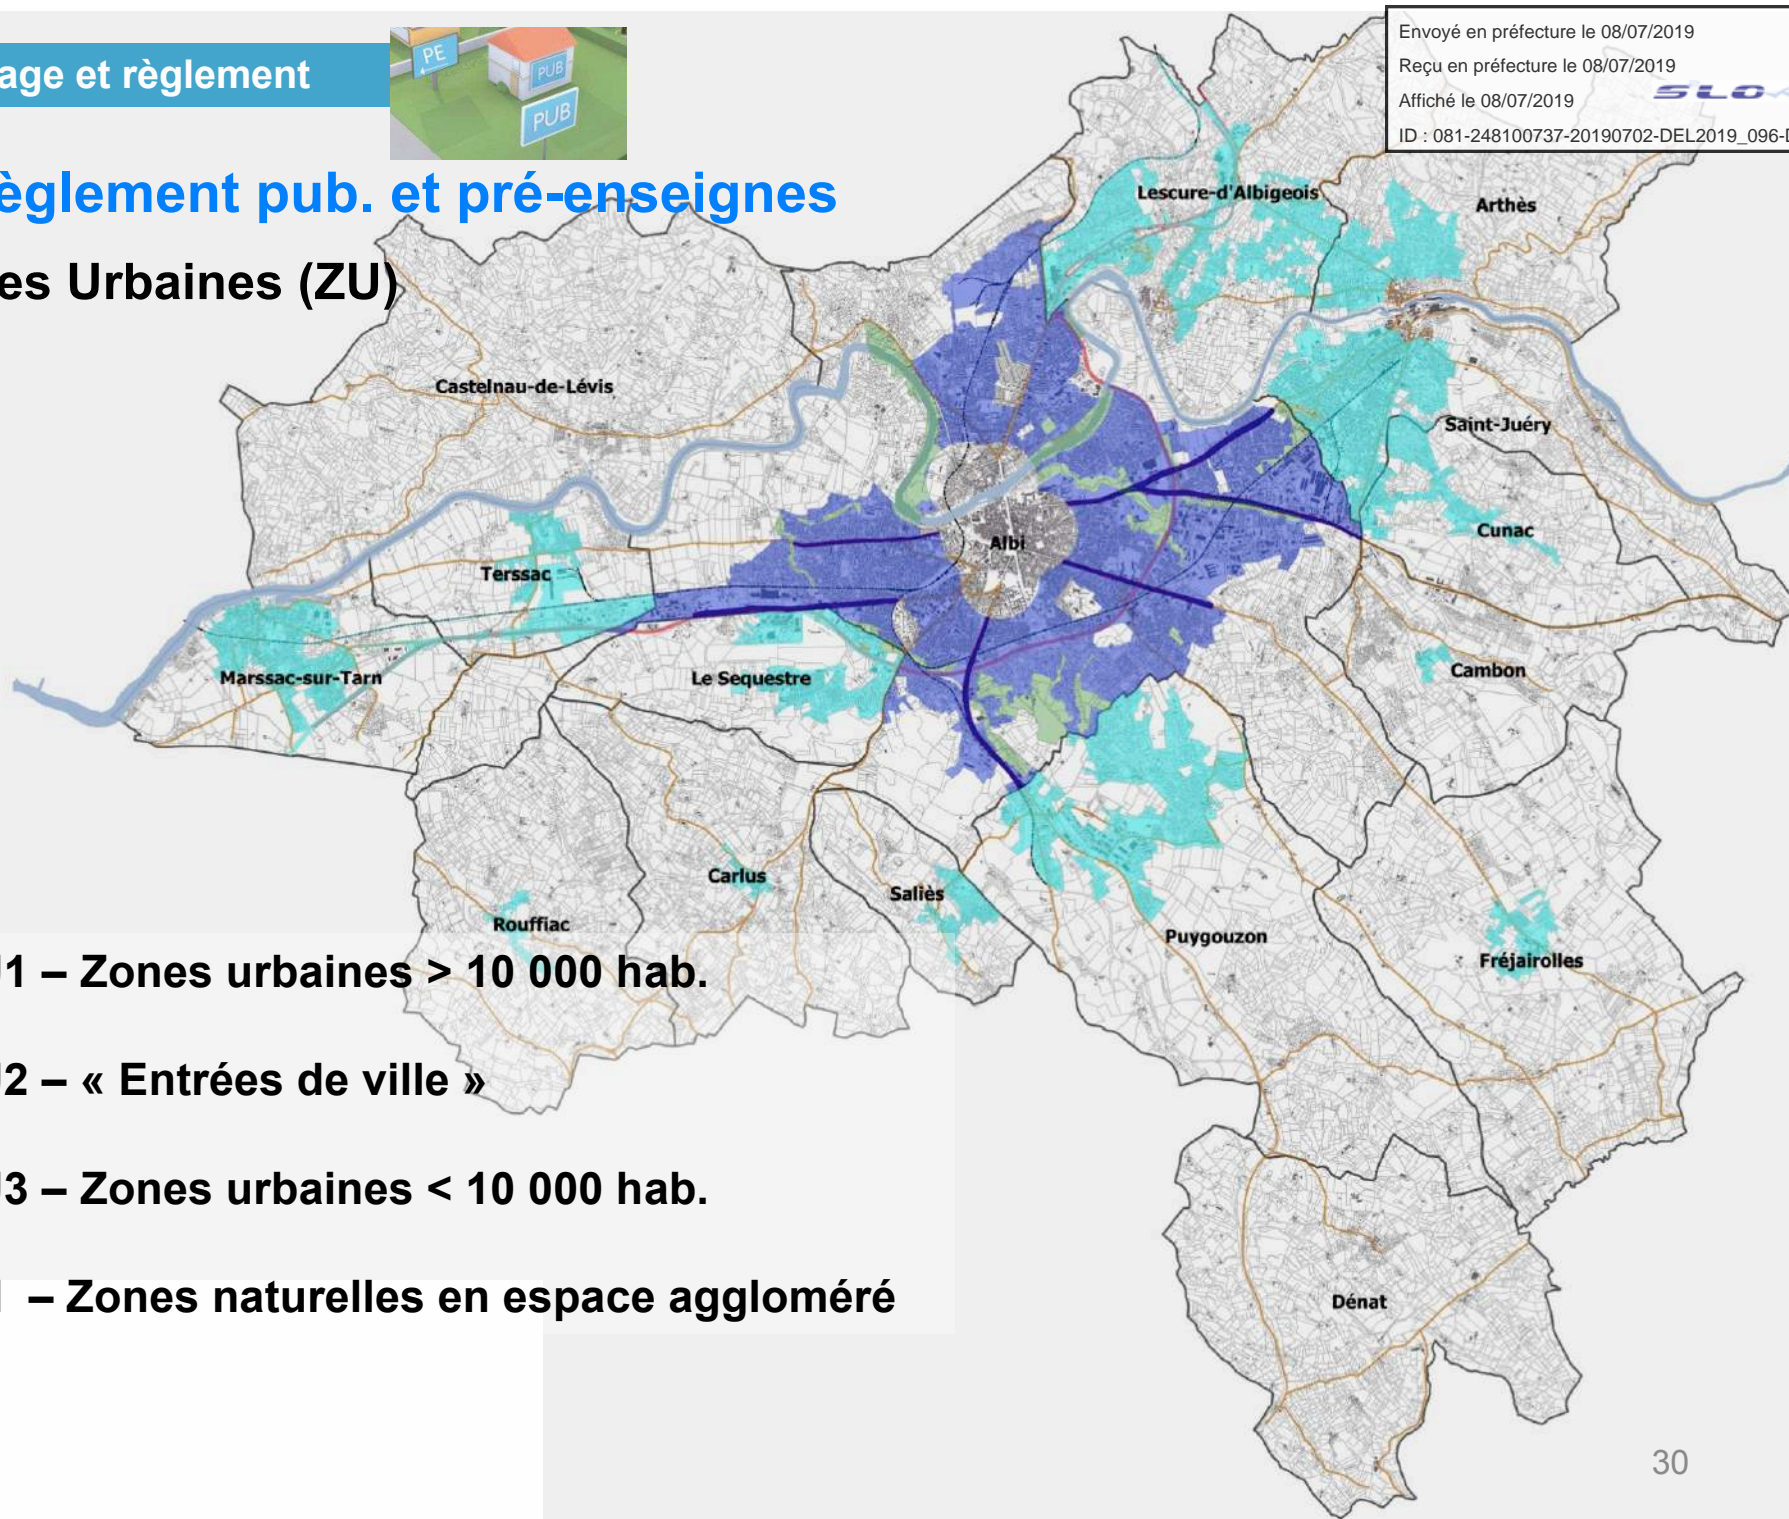 age et règlement
PE
PUB
PUB
Envoyé en préfecture le 08/07/2019
Reçu en préfecture le 08/07/2019
Affiché le 08/07/2019
SLO
ID : 081-248100737-20190702-DEL2019_096-D
èglement pub. et pré-enseignes
es Urbaines (ZU)
Lescure-d'Albigeois
Arthès
Castelnau-de-Lévis
Saint-Juéry
Cunac
Albi
Terssac
Marssac-sur-Tarn
Le Sequestre
Cambon
Carlus
Saliès
Rouffiac
Puygouzon
Fréjairolles
Dénat
1 – Zones urbaines > 10 000 hab.
2 – « Entrées de ville »
3 – Zones urbaines < 10 000 hab.
– Zones naturelles en espace aggloméré
30